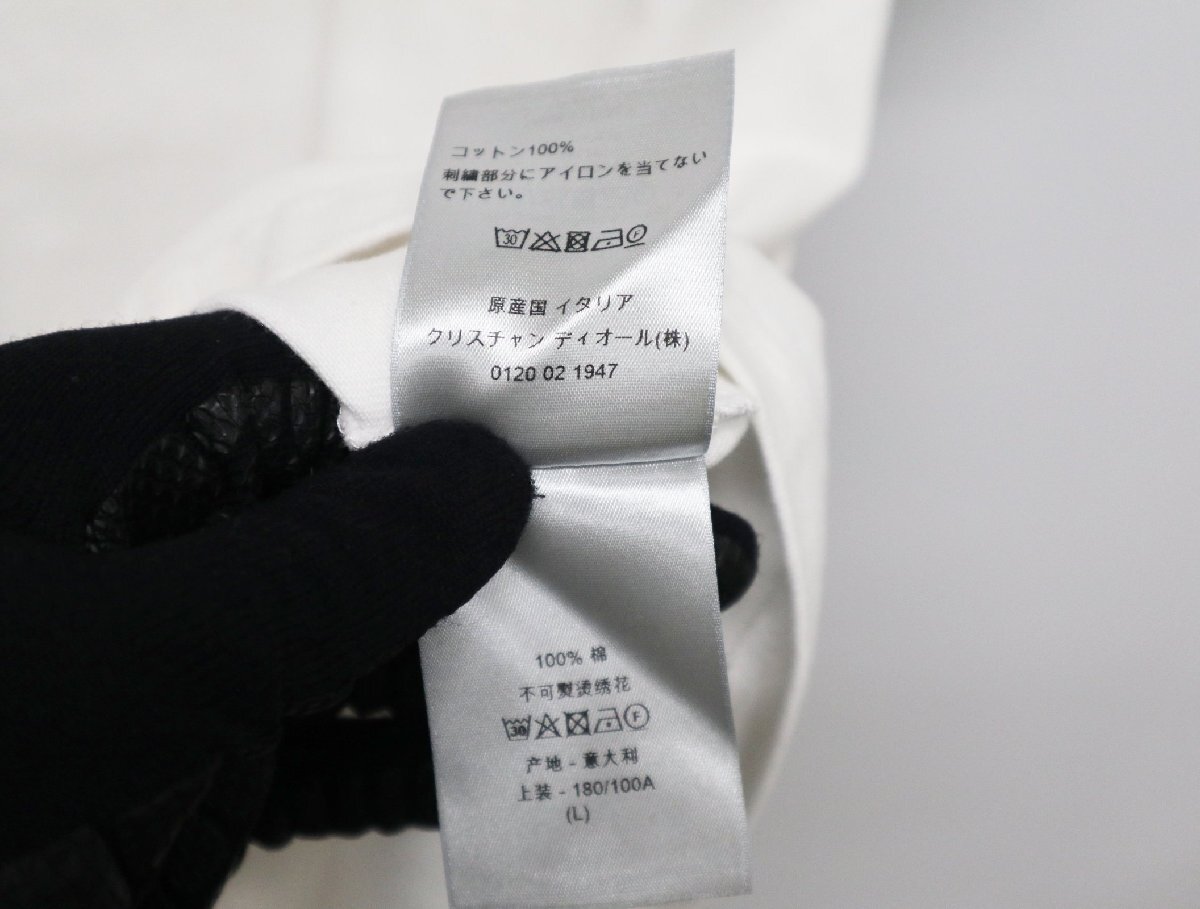 コットン100%
刺繍部分にアイロンを当てない
で下さい。
30 F
原産国 イタリア
クリスチャン ディオール(株)
0120 02 1947
100% 棉
不可熨烫绣花
30 F
产地 - 意大利
上装 - 180/100A
(L)